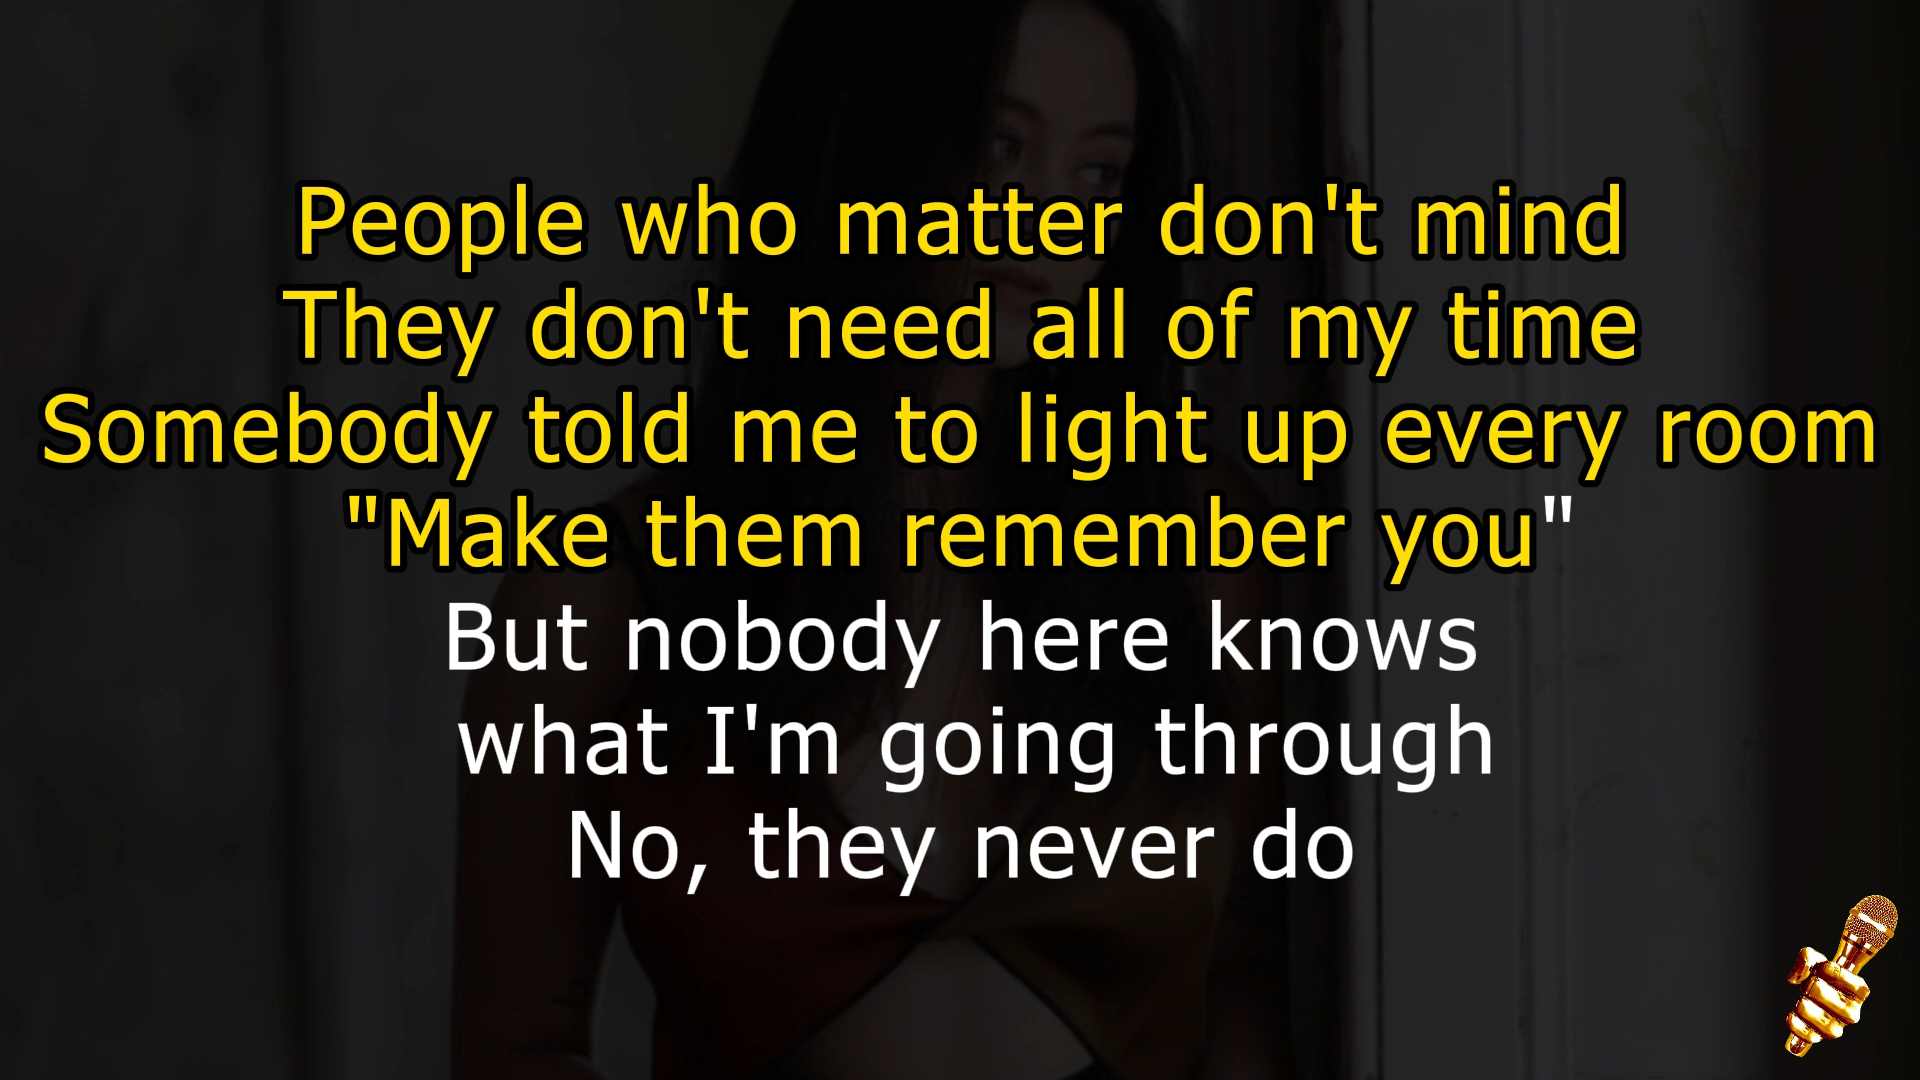 People who matter don't mind
They don't need all of my time
Somebody told me to light up every room
"Make them remember you"
But nobody here knows
what I'm going through
No, they never do